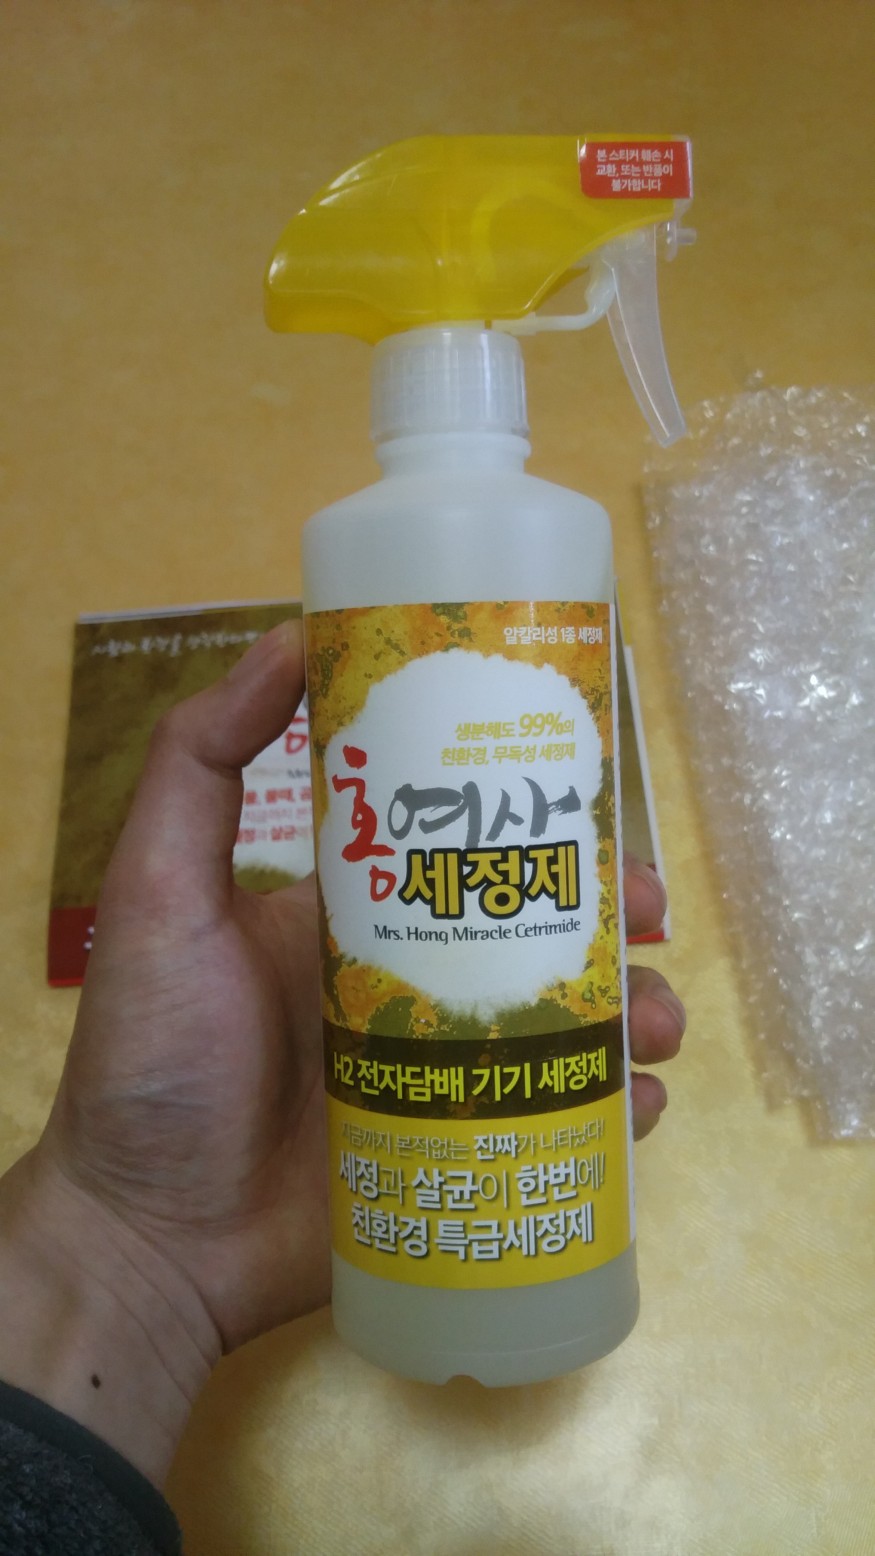 본 스티커 훼손 시
교환, 또는 반품이
불가합니다
알칼리성 1종 세정제
생분해도 99%의
친환경, 무독성 세정제
홍여사
세정제
Mrs. Hong Miracle Cetrimide
H2 전자담배 기기 세정제
지금까지 본적없는 진짜가 나타났다!
세정과 살균이 한번에!
친환경 특급세정제